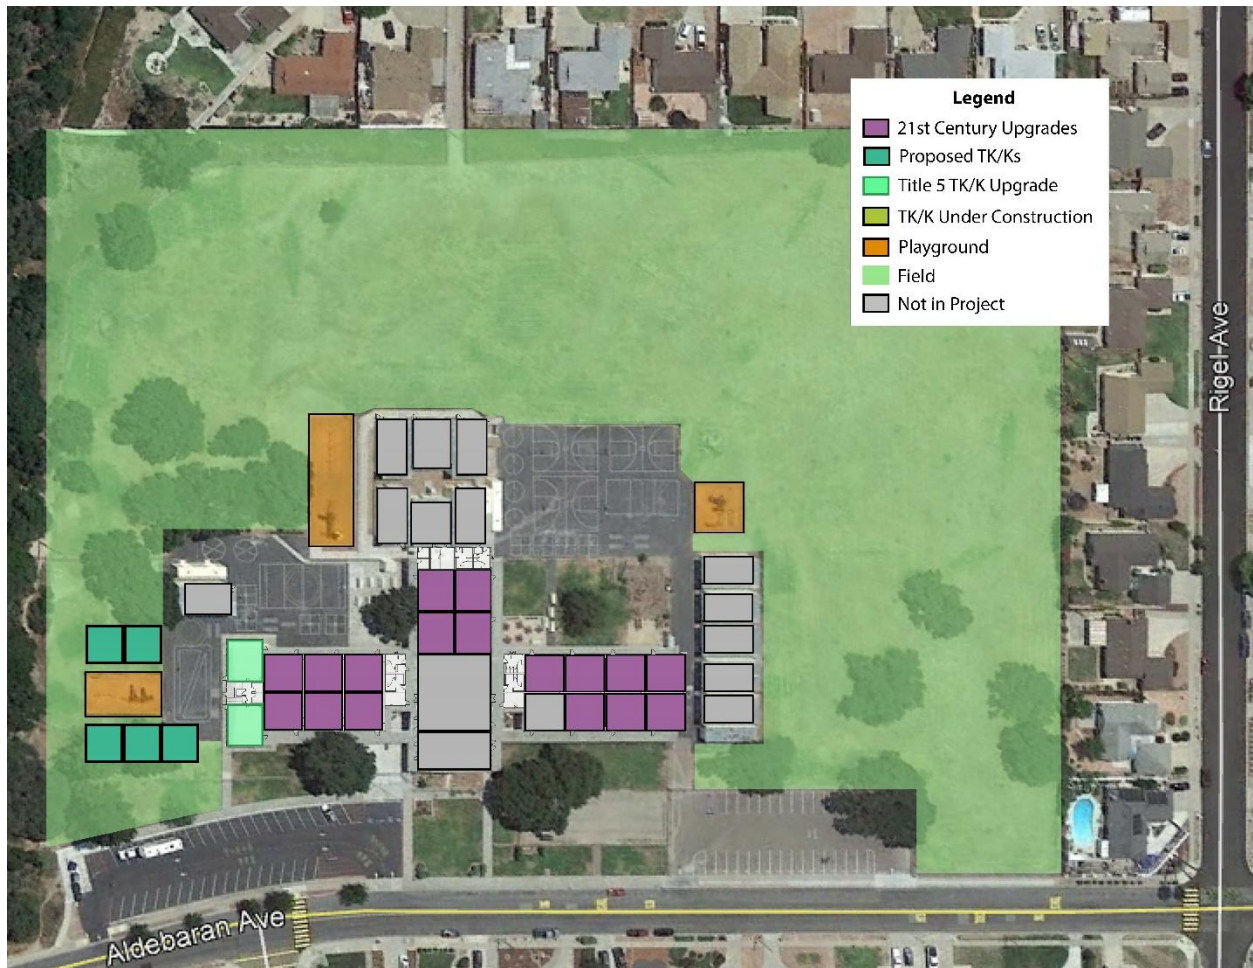 Legend
21st Century Upgrades
Proposed TK/Ks
Title 5 TK/K Upgrade
TK/K Under Construction
Playground
Field
Not in Project
Rigel Ave
Aldebaran Ave